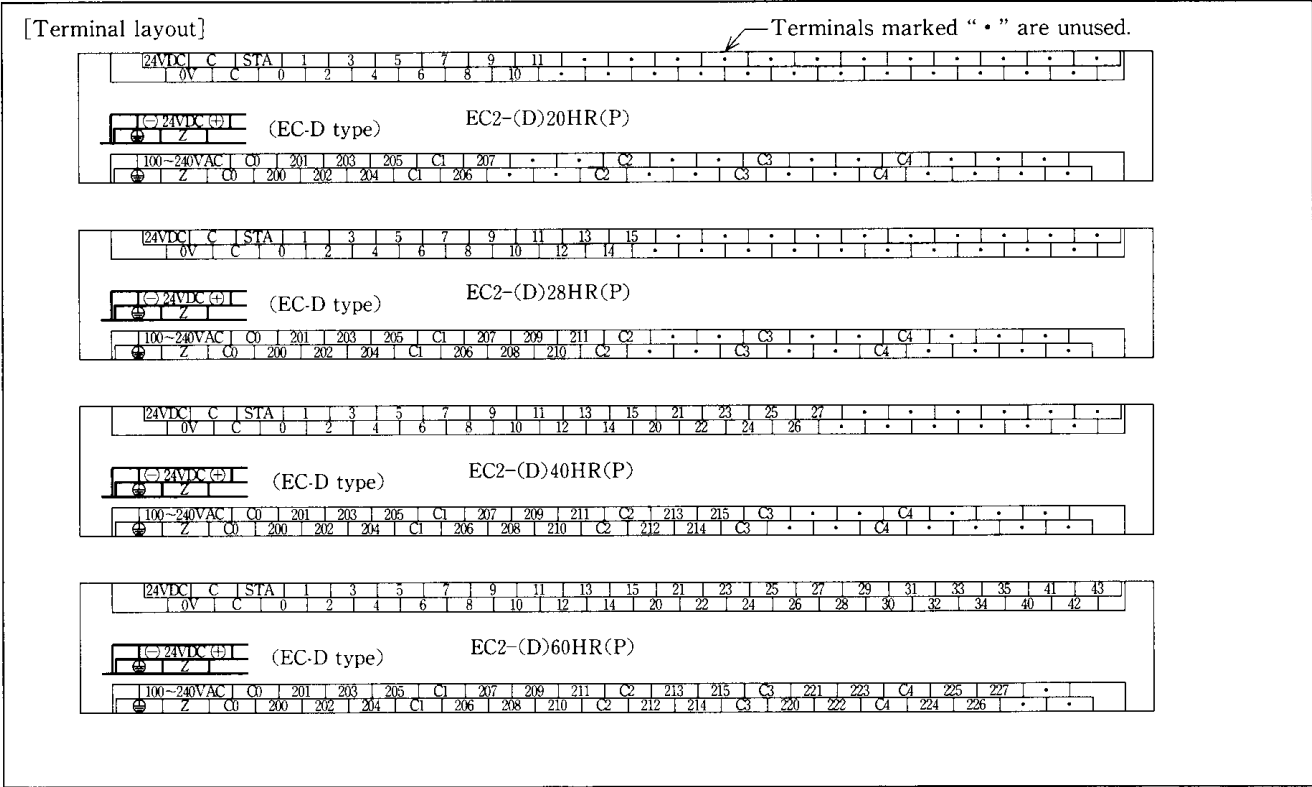 [Terminal layout]
Terminals marked “ • ” are unused.
24VDC C STA 1 3 5 7 9 11 • • • • • • • • • • • •
0V C 0 2 4 6 8 10 • • • • • • • • • • • •
EC2-(D)20HR(P)
⊖ 24VDC ⊕
⏚ Z
(EC-D type)
100~240VAC C0 201 203 205 C1 207 • • C2 • • C3 • • C4 • • • •
⏚ Z C0 200 202 204 C1 206 • • C2 • • C3 • • C4 • • • •
24VDC C STA 1 3 5 7 9 11 13 15 • • • • • • • • • •
0V C 0 2 4 6 8 10 12 14 • • • • • • • • • •
EC2-(D)28HR(P)
⊖ 24VDC ⊕
⏚ Z
(EC-D type)
100~240VAC C0 201 203 205 C1 207 209 211 C2 • • C3 • • C4 • • • •
⏚ Z C0 200 202 204 C1 206 208 210 C2 • • C3 • • C4 • • • •
24VDC C STA 1 3 5 7 9 11 13 15 21 23 25 27 • • • • • •
0V C 0 2 4 6 8 10 12 14 20 22 24 26 • • • • • •
EC2-(D)40HR(P)
⊖ 24VDC ⊕
⏚ Z
(EC-D type)
100~240VAC C0 201 203 205 C1 207 209 211 C2 213 215 C3 • • C4 • • • •
⏚ Z C0 200 202 204 C1 206 208 210 C2 212 214 C3 • • C4 • • • •
24VDC C STA 1 3 5 7 9 11 13 15 21 23 25 27 29 31 33 35 41 43
0V C 0 2 4 6 8 10 12 14 20 22 24 26 28 30 32 34 40 42
EC2-(D)60HR(P)
⊖ 24VDC ⊕
⏚ Z
(EC-D type)
100~240VAC C0 201 203 205 C1 207 209 211 C2 213 215 C3 221 223 C4 225 227 •
⏚ Z C0 200 202 204 C1 206 208 210 C2 212 214 C3 220 222 C4 224 226 • •